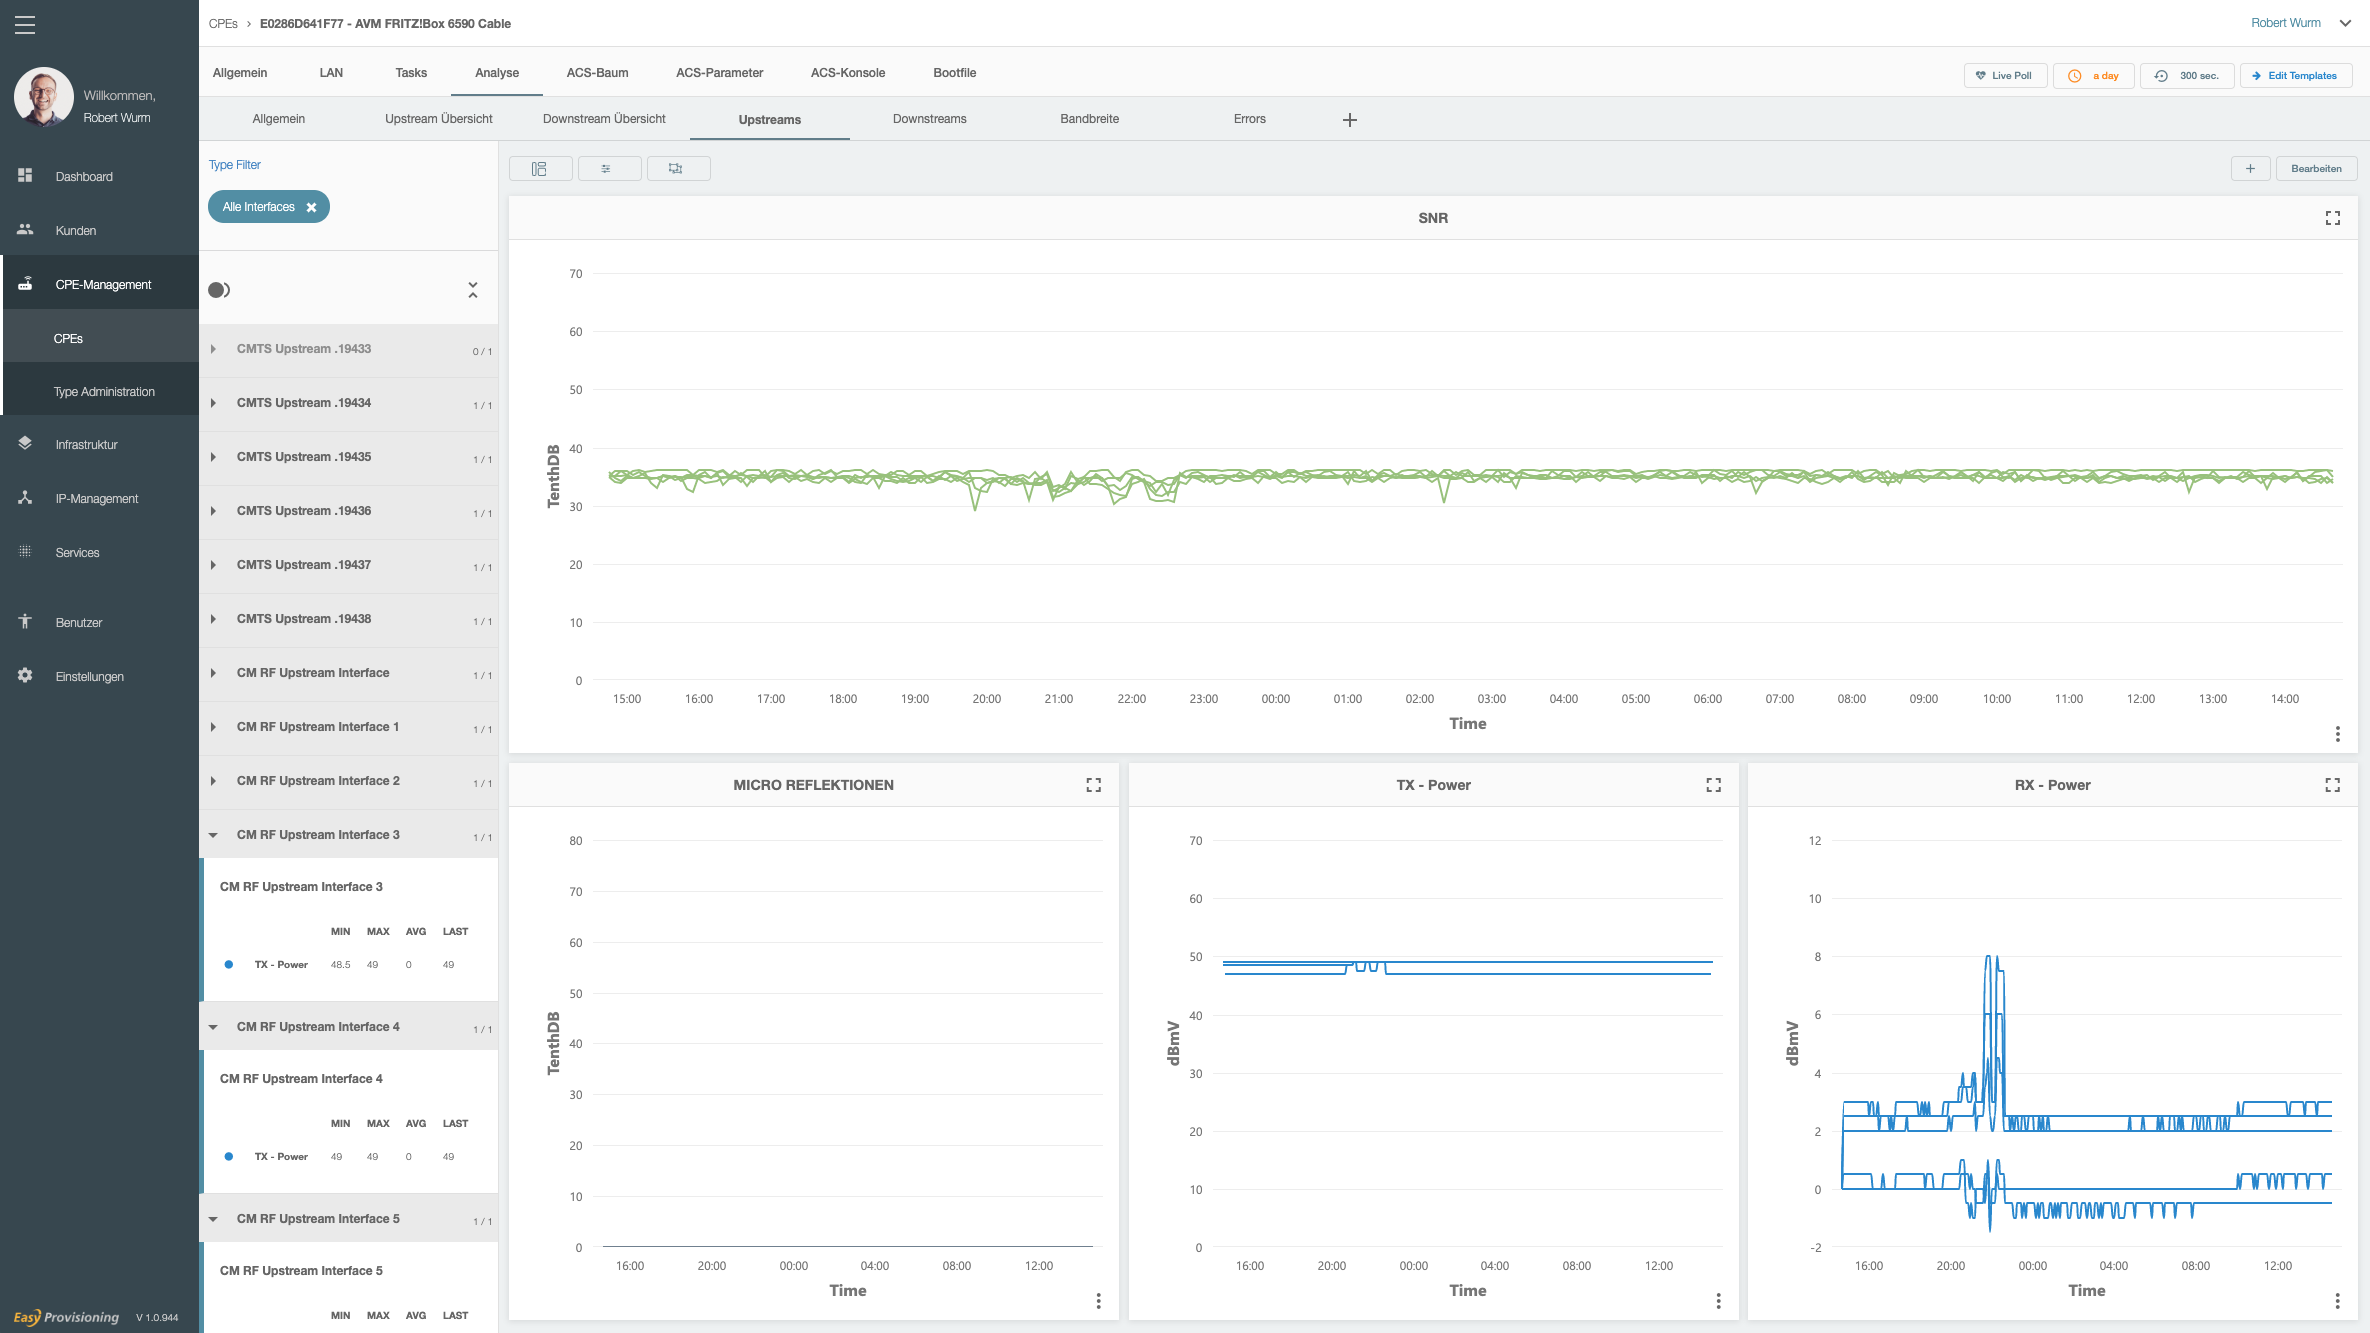 CPEs › E0286D641F77 - AVM FRITZ!Box 6590 Cable
Robert Wurm
Willkommen,
Robert Wurm
Dashboard
Kunden
CPE-Management
CPEs
Type Administration
Infrastruktur
IP-Management
Services
Benutzer
Einstellungen
Easy Provisioning V 1.0.944
Allgemein LAN Tasks Analyse ACS-Baum ACS-Parameter ACS-Konsole Bootfile
Live Poll a day 300 sec. Edit Templates
Allgemein Upstream Übersicht Downstream Übersicht Upstreams Downstreams Bandbreite Errors
Type Filter
Alle Interfaces
CMTS Upstream .19433 0 / 1
CMTS Upstream .19434 1 / 1
CMTS Upstream .19435 1 / 1
CMTS Upstream .19436 1 / 1
CMTS Upstream .19437 1 / 1
CMTS Upstream .19438 1 / 1
CM RF Upstream Interface 1 / 1
CM RF Upstream Interface 1 1 / 1
CM RF Upstream Interface 2 1 / 1
CM RF Upstream Interface 3 1 / 1
CM RF Upstream Interface 3
MIN MAX AVG LAST
TX - Power 48.5 49 0 49
CM RF Upstream Interface 4 1 / 1
CM RF Upstream Interface 4
MIN MAX AVG LAST
TX - Power 49 49 0 49
CM RF Upstream Interface 5 1 / 1
CM RF Upstream Interface 5
MIN MAX AVG LAST
Bearbeiten
SNR
TenthDB
70
60
50
40
30
20
10
0
15:00 16:00 17:00 18:00 19:00 20:00 21:00 22:00 23:00 00:00 01:00 02:00 03:00 04:00 05:00 06:00 07:00 08:00 09:00 10:00 11:00 12:00 13:00 14:00
Time
MICRO REFLEKTIONEN
TenthDB
80
70
60
50
40
30
20
10
0
16:00 20:00 00:00 04:00 08:00 12:00
Time
TX - Power
dBmV
70
60
50
40
30
20
10
0
16:00 20:00 00:00 04:00 08:00 12:00
Time
RX - Power
dBmV
12
10
8
6
4
2
0
-2
16:00 20:00 00:00 04:00 08:00 12:00
Time